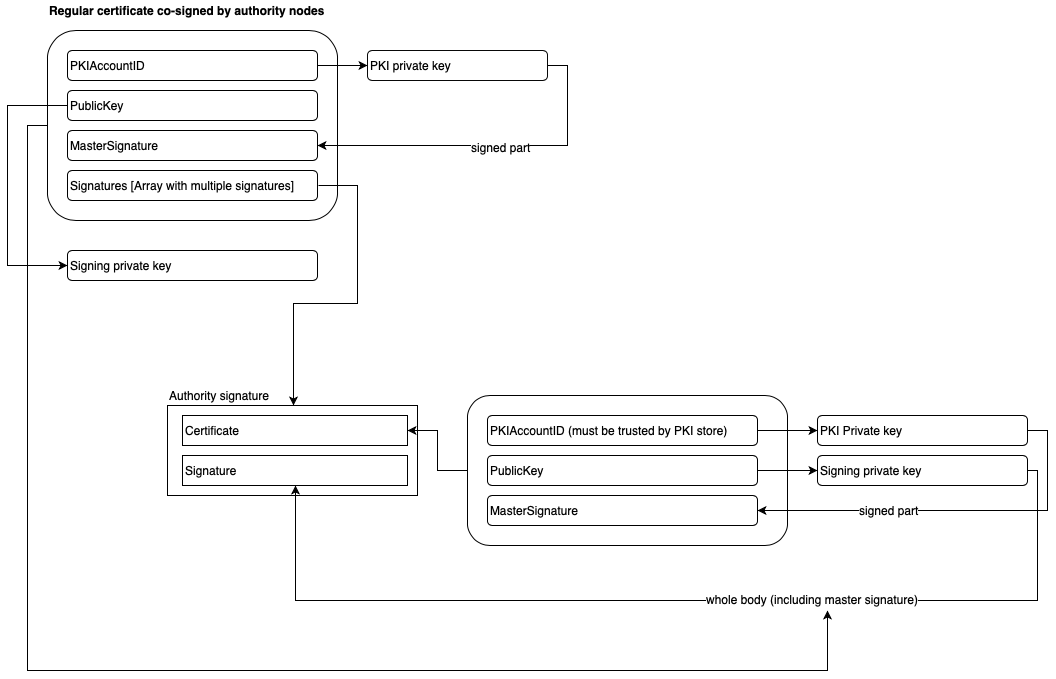 Regular certificate co-signed by authority nodes
PKIAccountID
PKI private key
PublicKey
MasterSignature
signed part
Signatures [Array with multiple signatures]
Signing private key
Authority signature
Certificate
Signature
PKIAccountID (must be trusted by PKI store)
PKI Private key
PublicKey
Signing private key
MasterSignature
signed part
whole body (including master signature)